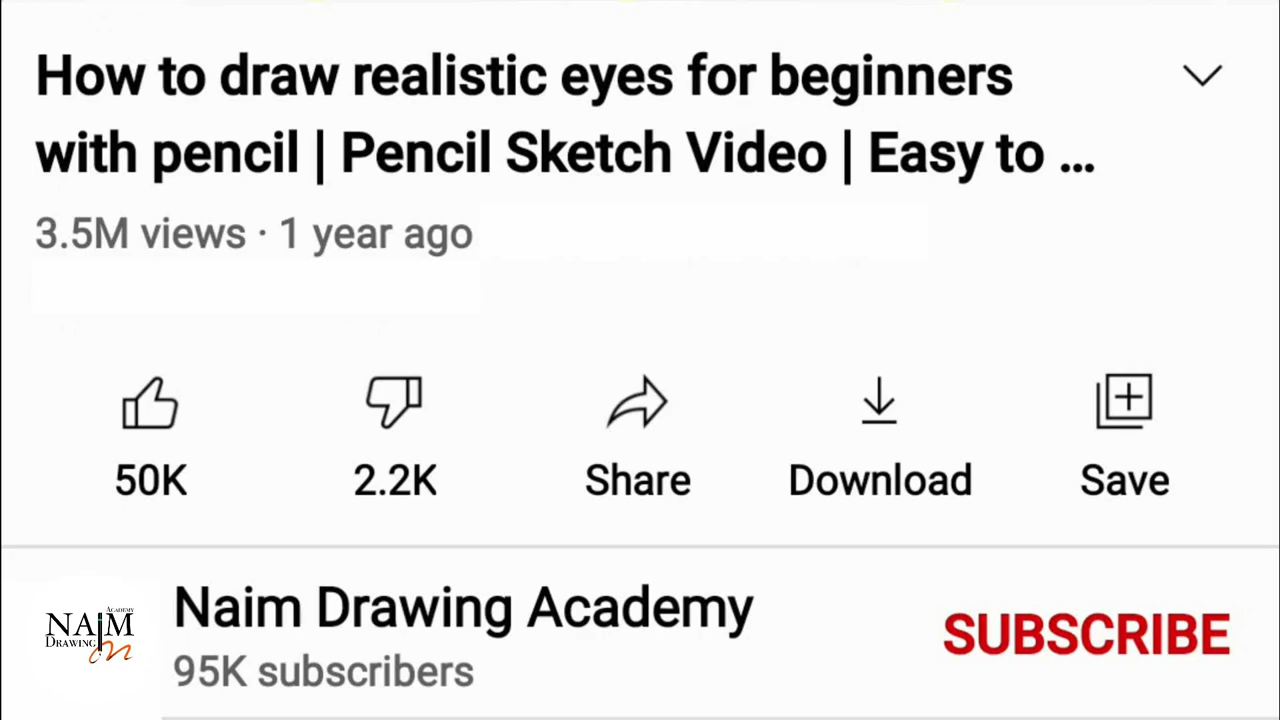 How to draw realistic eyes for beginners
with pencil | Pencil Sketch Video | Easy to ...
3.5M views · 1 year ago
50K 2.2K Share Download Save
Naim Drawing Academy
SUBSCRIBE
95K subscribers
ACADEMY
NAIM
DRAWING